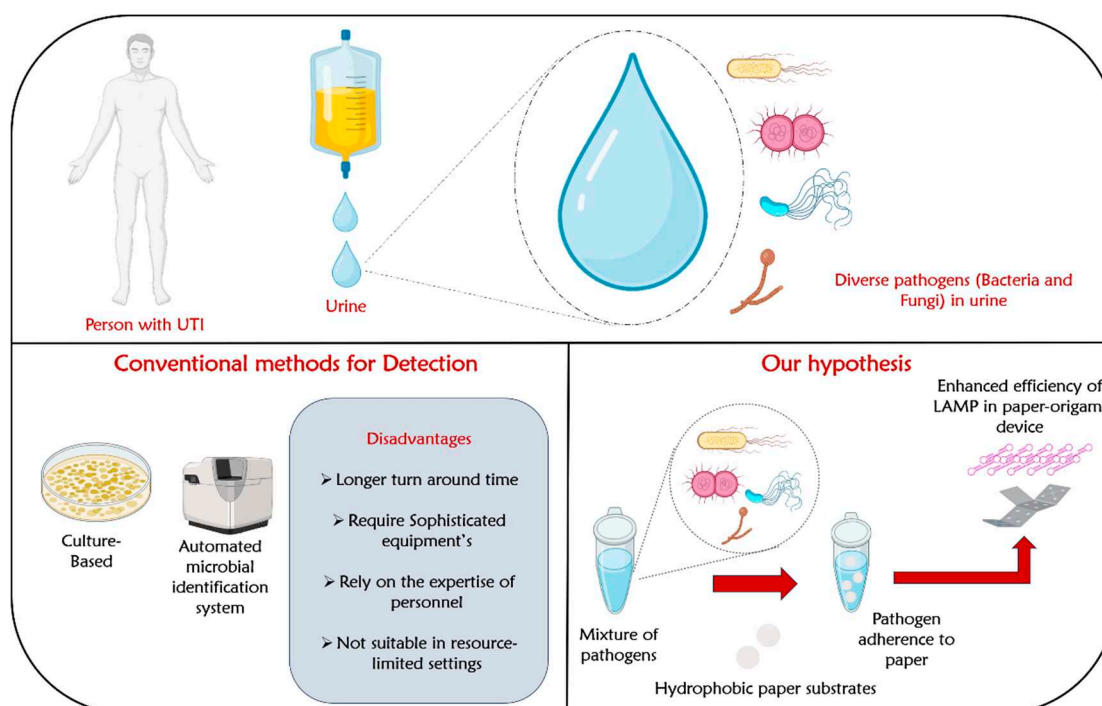 Person with UTI
Urine
Diverse pathogens (Bacteria and
Fungi) in urine
Conventional methods for Detection
Culture-
Based
Automated
microbial
identification
system
Disadvantages
➤ Longer turn around time
➤ Require Sophisticated
equipment's
➤ Rely on the expertise of
personnel
➤ Not suitable in resource-
limited settings
Our hypothesis
Enhanced efficiency of
LAMP in paper-origam
device
Mixture of
pathogens
Hydrophobic paper substrates
Pathogen
adherence to
paper